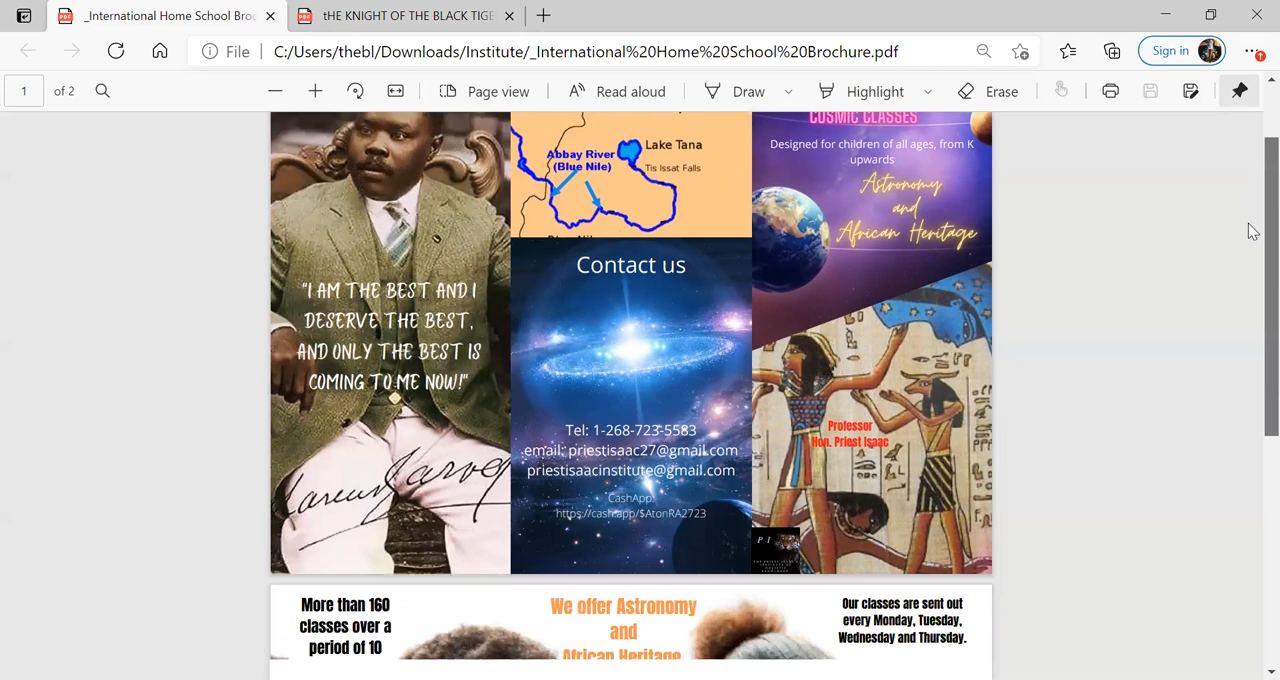 _International Home School Bro
tHE KNIGHT OF THE BLACK TIGE
File
C:/Users/thebl/Downloads/Institute/_International%20Home%20School%20Brochure.pdf
Sign in
1
of 2
Page view
Read aloud
Draw
Highlight
Erase
"I AM THE BEST AND I
DESERVE THE BEST,
AND ONLY THE BEST IS
COMING TO ME NOW!"
Abbay River
(Blue Nile)
Lake Tana
Tis Issat Falls
Contact us
Tel: 1-268-723-5583
email: priestisaac27@gmail.com
priestisaacinstitute@gmail.com
CashApp:
https://cash.app/$AtonRA2723
COSMIC CLASSES
Designed for children of all ages, from K
upwards
Astronomy
and
African Heritage
Professor
Hon. Priest Isaac
P I
More than 160
classes over a
period of 10
We offer Astronomy
and
African Heritage
Our classes are sent out
every Monday, Tuesday,
Wednesday and Thursday.